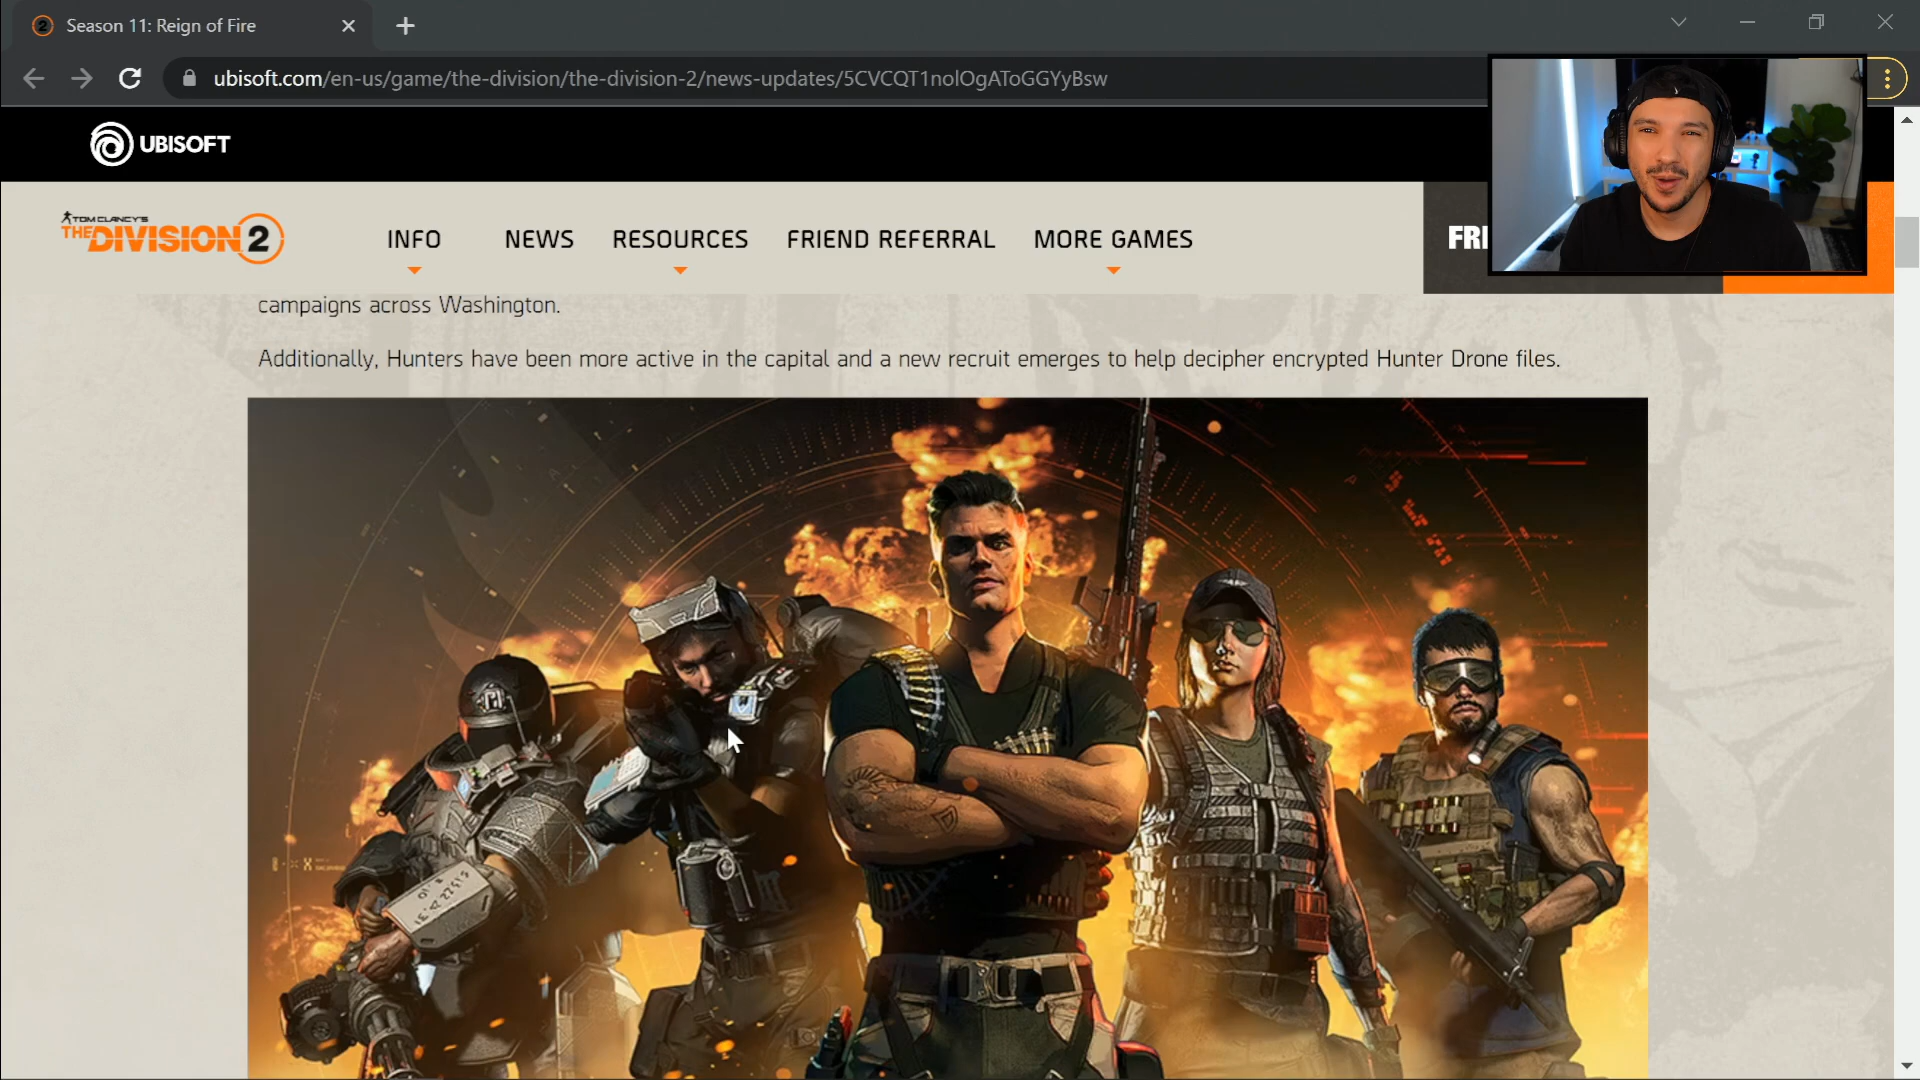 Season 11: Reign of Fire
ubisoft.com/en-us/game/the-division/the-division-2/news-updates/5CVCQT1nolOgAToGGYyBsw
UBISOFT
TOM CLANCY'S
THE DIVISION 2
INFO
NEWS
RESOURCES
FRIEND REFERRAL
MORE GAMES
FRE
campaigns across Washington.
Additionally, Hunters have been more active in the capital and a new recruit emerges to help decipher encrypted Hunter Drone files.